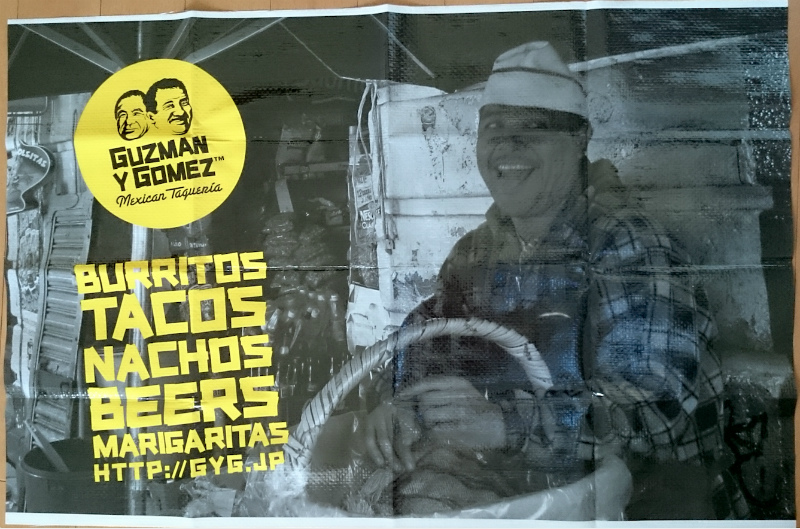 GUZMAN
Y GOMEZ™
Mexican Taqueria
BURRITOS
TACOS
NACHOS
BEERS
MARIGARITAS
HTTP://GYG.JP